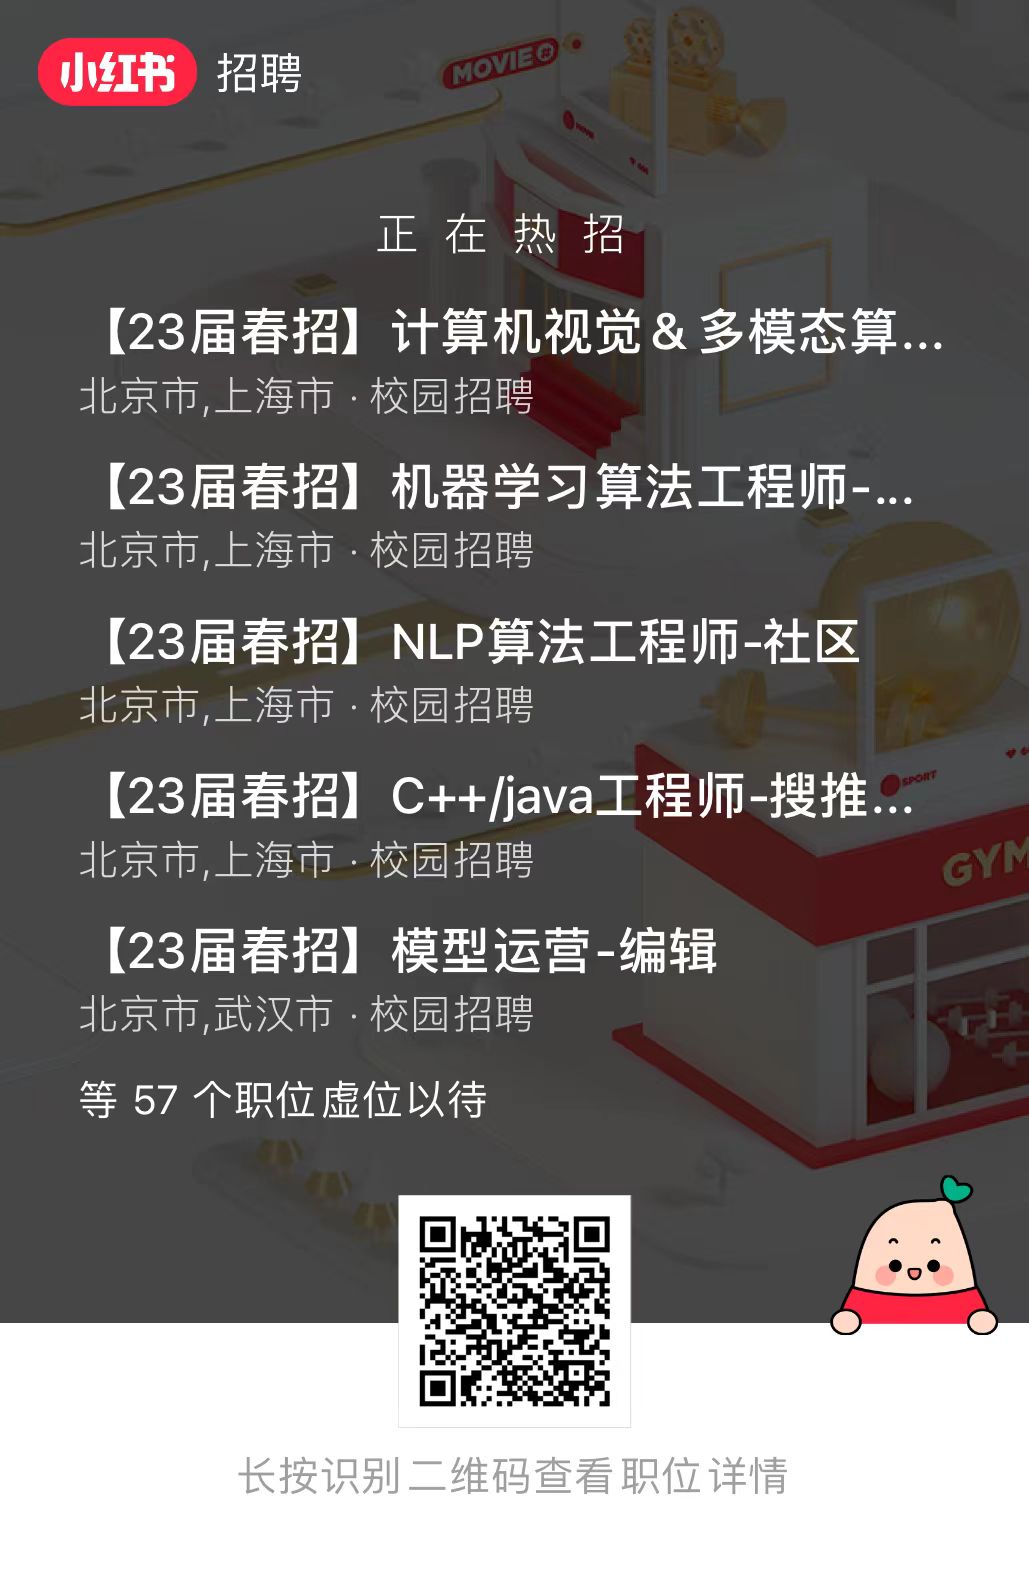 小红书 招聘
MOVIE
正在热招
【23届春招】计算机视觉＆多模态算...
北京市,上海市 · 校园招聘
【23届春招】机器学习算法工程师-...
北京市,上海市 · 校园招聘
【23届春招】NLP算法工程师-社区
北京市,上海市 · 校园招聘
SPORT
【23届春招】C++/java工程师-搜推...
北京市,上海市 · 校园招聘
GYM
【23届春招】模型运营-编辑
北京市,武汉市 · 校园招聘
等 57 个职位虚位以待
长按识别二维码查看职位详情